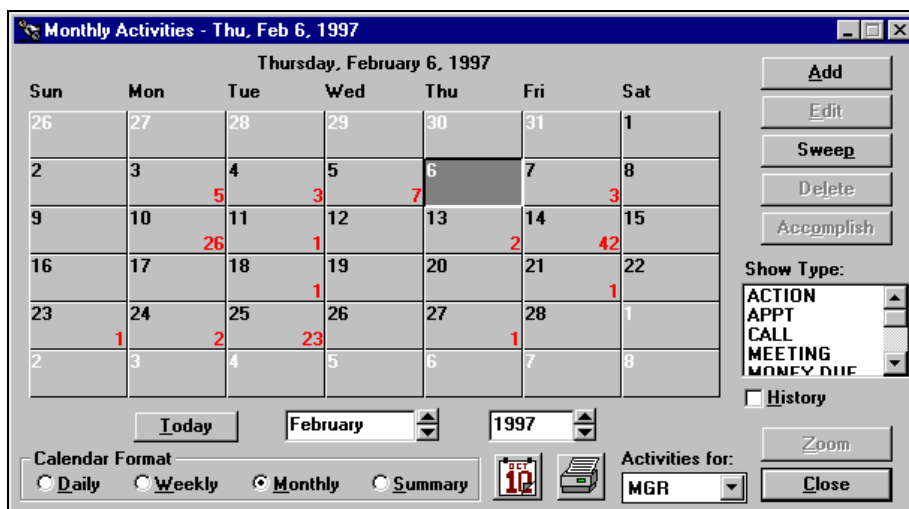 Monthly Activities - Thu, Feb 6, 1997
Thursday, February 6, 1997
Sun Mon Tue Wed Thu Fri Sat
26 27 28 29 30 31 1
2 3 4 5 6 7 8
5 3 7 3
9 10 11 12 13 14 15
26 1 2 42
16 17 18 19 20 21 22
1 1
23 24 25 26 27 28 1
1 2 23 1
2 3 4 5 6 7 8
Today February 1997
Calendar Format
Daily Weekly Monthly Summary
OCT
10
Activities for:
MGR
Add
Edit
Sweep
Delete
Accomplish
Show Type:
ACTION
APPT
CALL
MEETING
MONEY DUE
History
Zoom
Close